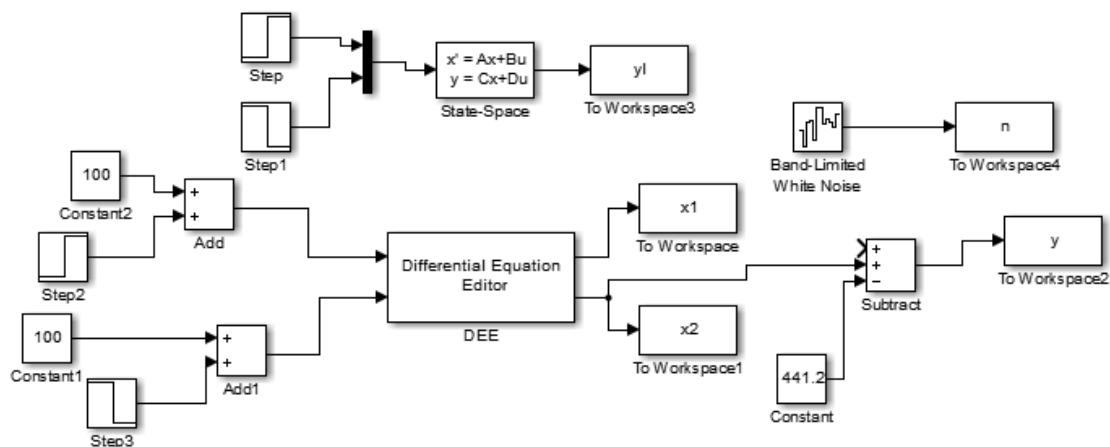 Step
x' = Ax+Bu
y = Cx+Du
State-Space
yl
To Workspace3
Step1
Band-Limited
White Noise
n
To Workspace4
100
Constant2
+
+
Add
Step2
x1
To Workspace
Differential Equation
Editor
DEE
+
+
−
Subtract
y
To Workspace2
100
Constant1
+
+
Add1
Step3
x2
To Workspace1
441.2
Constant